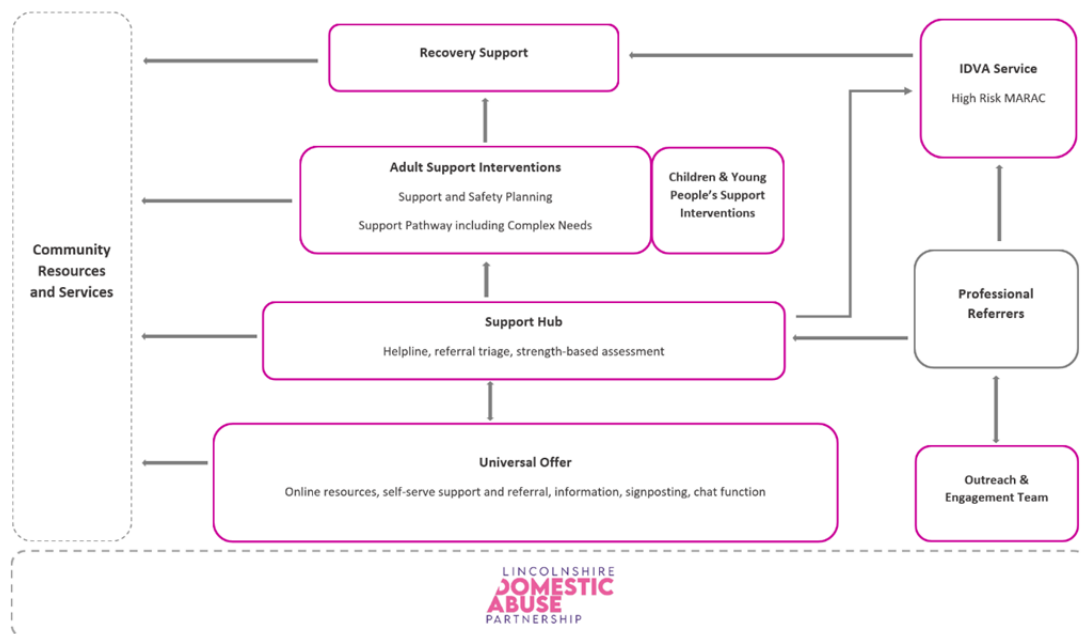 Recovery Support
IDVA Service
High Risk MARAC
Adult Support Interventions
Support and Safety Planning
Support Pathway including Complex Needs
Children & Young
People's Support
Interventions
Community
Resources
and Services
Professional
Referrers
Support Hub
Helpline, referral triage, strength-based assessment
Universal Offer
Online resources, self-serve support and referral, information, signposting, chat function
Outreach &
Engagement Team
LINCOLNSHIRE
DOMESTIC
ABUSE
PARTNERSHIP